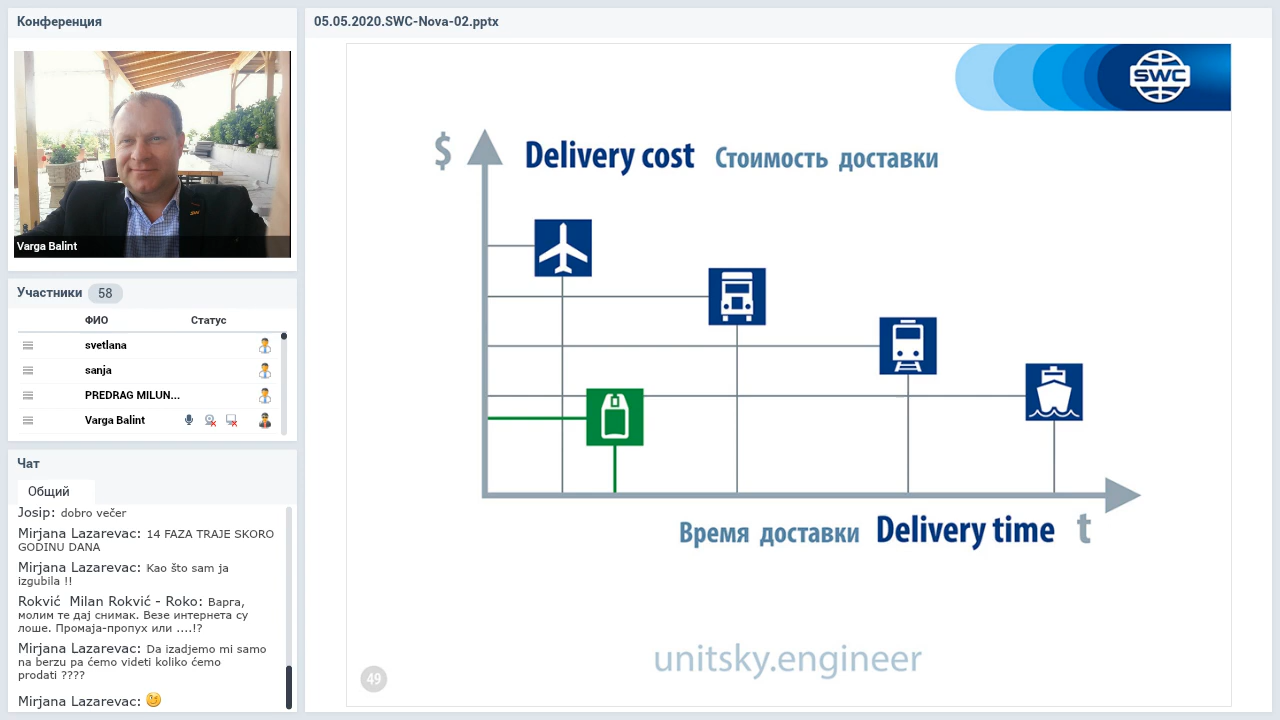 Конференция
Varga Balint
Участники 58
ФИО Статус
svetlana
sanja
PREDRAG MILUN...
Varga Balint
Чат
Общий
Josip: dobro večer
Mirjana Lazarevac: 14 FAZA TRAJE SKORO
GODINU DANA
Mirjana Lazarevac: Kao što sam ja
izgubila !!
Rokvić Milan Rokvić - Roko: Варга,
молим те дај снимак. Везе интернета су
лоше. Промаја-пропух или ....!?
Mirjana Lazarevac: Da izadjemo mi samo
na berzu pa ćemo videti koliko ćemo
prodati ????
Mirjana Lazarevac: 😉
05.05.2020.SWC-Nova-02.pptx
SWC
$ Delivery cost Стоимость доставки
Время доставки Delivery time t
unitsky.engineer
49